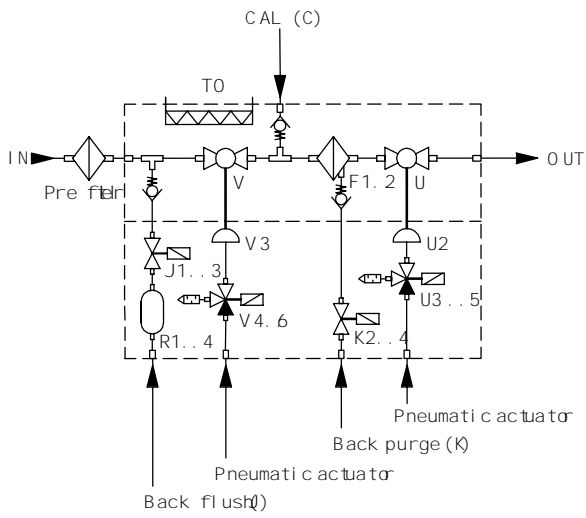 CAL (C)
TO
IN
OUT
Pre filter
V
F1..2
U
V3
U2
J1..3
U3..5
R1..4
V4..6
K2..4
Pneumatic actuator
Back purge (K)
Pneumatic actuator
Back flush(J)